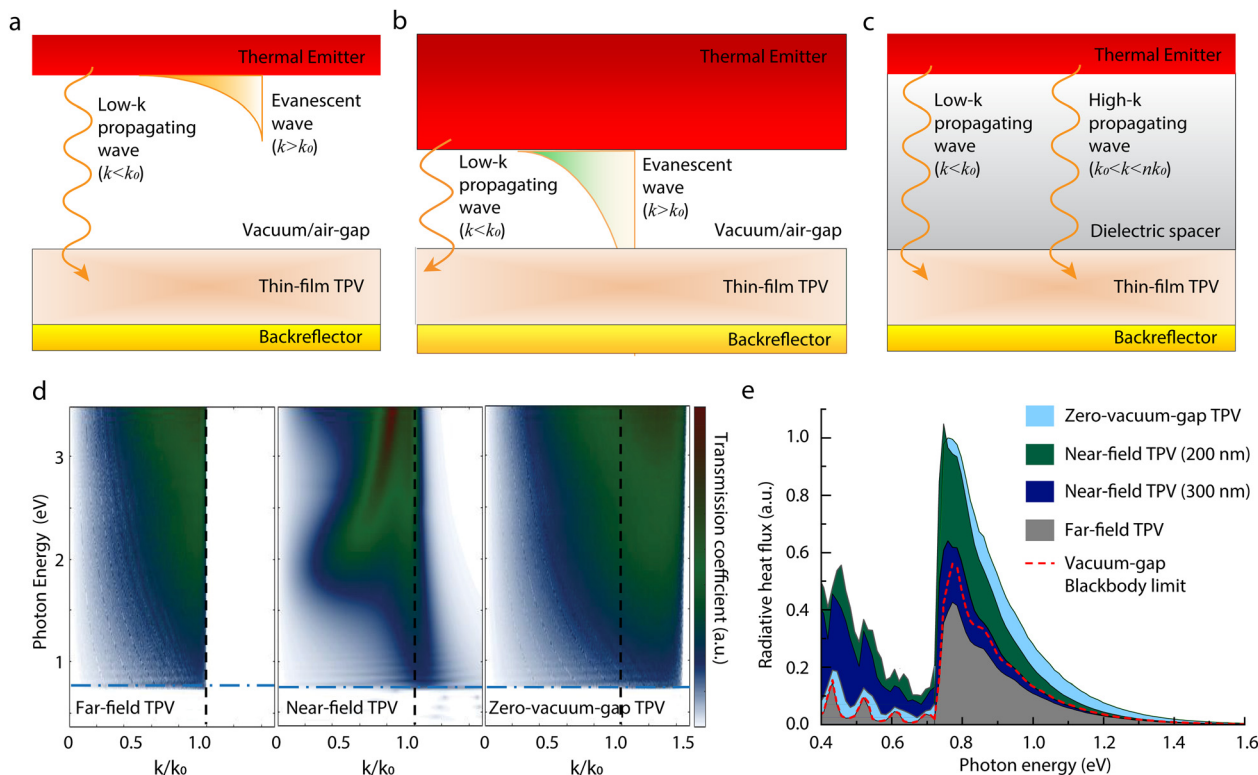 a
Thermal Emitter
Low-k
propagating
wave
(k<k₀)
Evanescent
wave
(k>k₀)
Vacuum/air-gap
Thin-film TPV
Backreflector
b
Thermal Emitter
Low-k
propagating
wave
(k<k₀)
Evanescent
wave
(k>k₀)
Vacuum/air-gap
Thin-film TPV
Backreflector
c
Thermal Emitter
Low-k
propagating
wave
(k<k₀)
High-k
propagating
wave
(k₀<k<nk₀)
Dielectric spacer
Thin-film TPV
Backreflector
d
Photon Energy (eV)
3
2
1
Far-field TPV
Near-field TPV
Zero-vacuum-gap TPV
0 0.5 1.0
0 0.5 1.0
0 0.5 1.0 1.5
k/k₀
k/k₀
k/k₀
Transmission coefficient (a.u.)
e
Radiative heat flux (a.u.)
1.0
0.8
0.6
0.4
0.2
0.0
Zero-vacuum-gap TPV
Near-field TPV (200 nm)
Near-field TPV (300 nm)
Far-field TPV
Vacuum-gap
Blackbody limit
0.4 0.6 0.8 1.0 1.2 1.4 1.6
Photon energy (eV)